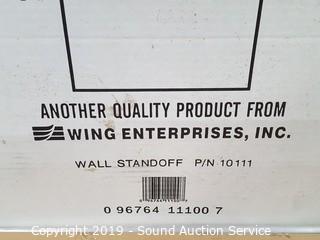 ANOTHER QUALITY PRODUCT FROM
WING ENTERPRISES, INC.
WALL STANDOFF P/N 10111
0 96764 11100 7
Copyright 2019 - Sound Auction Service